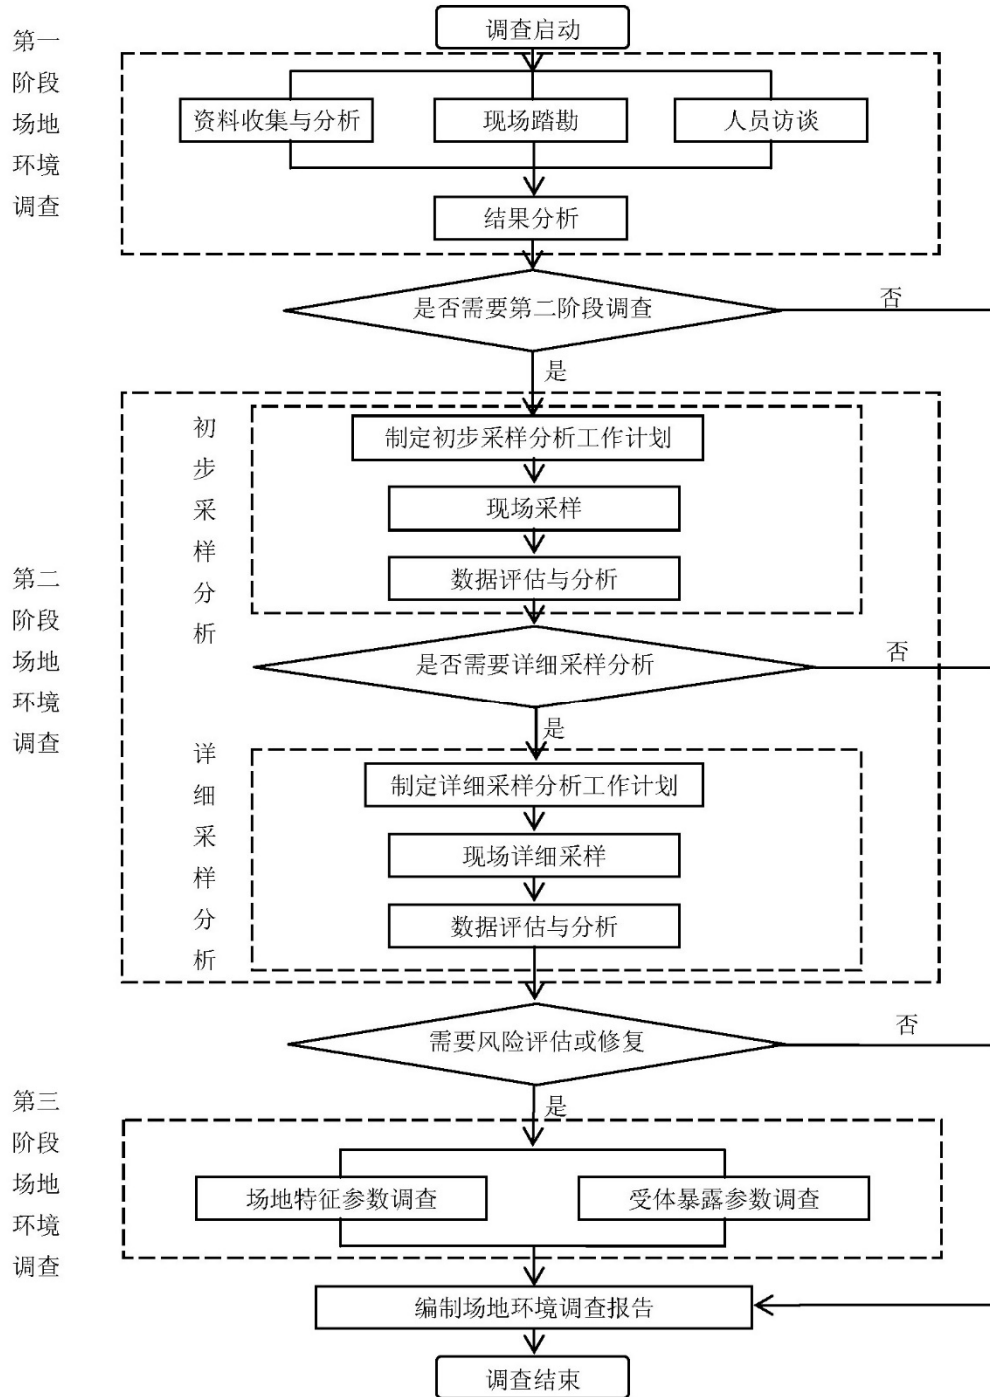 调查启动
第一
阶段
场地
环境
调查
资料收集与分析
现场踏勘
人员访谈
结果分析
是否需要第二阶段调查
否
是
第二
阶段
场地
环境
调查
初
步
采
样
分
析
制定初步采样分析工作计划
现场采样
数据评估与分析
是否需要详细采样分析
否
是
详
细
采
样
分
析
制定详细采样分析工作计划
现场详细采样
数据评估与分析
需要风险评估或修复
否
是
第三
阶段
场地
环境
调查
场地特征参数调查
受体暴露参数调查
编制场地环境调查报告
调查结束